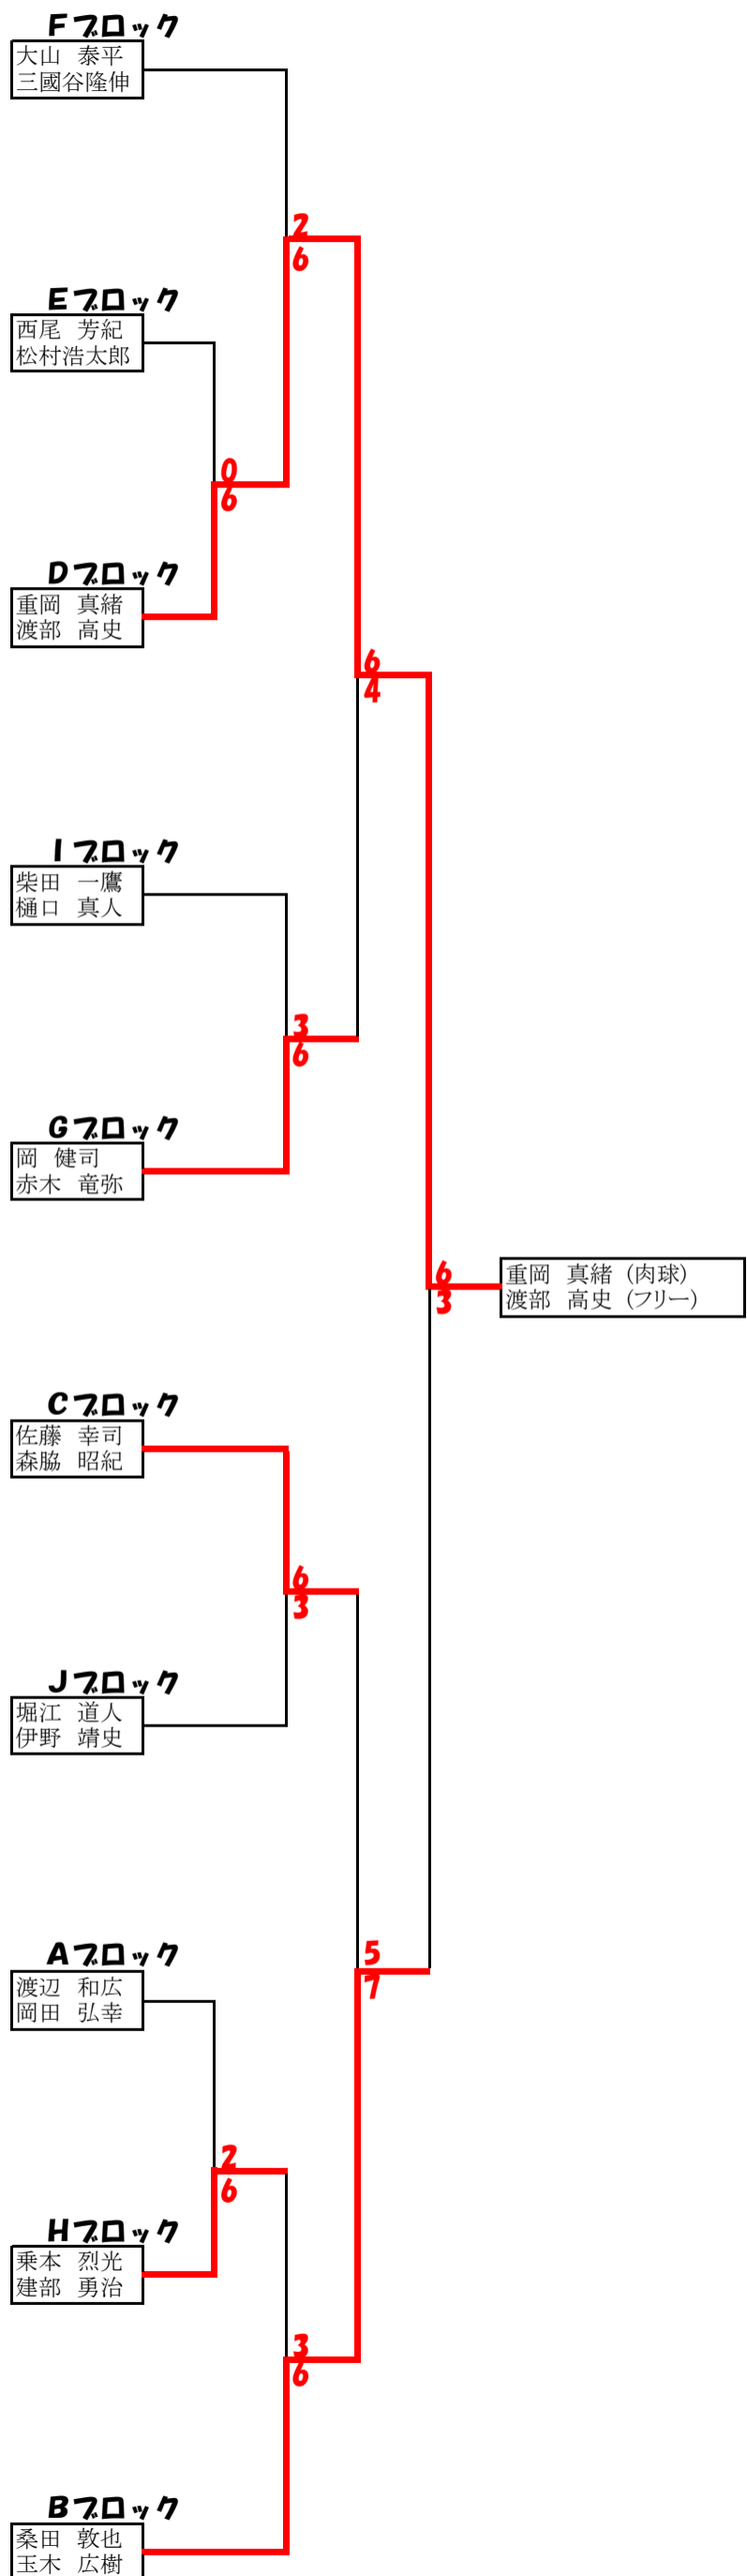 Fブロック
大山　泰平
三國谷隆伸
2
6
Eブロック
西尾　芳紀
松村浩太郎
0
6
Dブロック
重岡　真緒
渡部　高史
6
4
Iブロック
柴田　一鷹
樋口　真人
3
6
Gブロック
岡　健司
赤木　竜弥
6
3
重岡　真緒（肉球）
渡部　高史（フリー）
Cブロック
佐藤　幸司
森脇　昭紀
6
3
Jブロック
堀江　道人
伊野　靖史
Aブロック
渡辺　和広
岡田　弘幸
5
7
2
6
Hブロック
乗本　烈光
建部　勇治
3
6
Bブロック
桑田　敦也
玉木　広樹